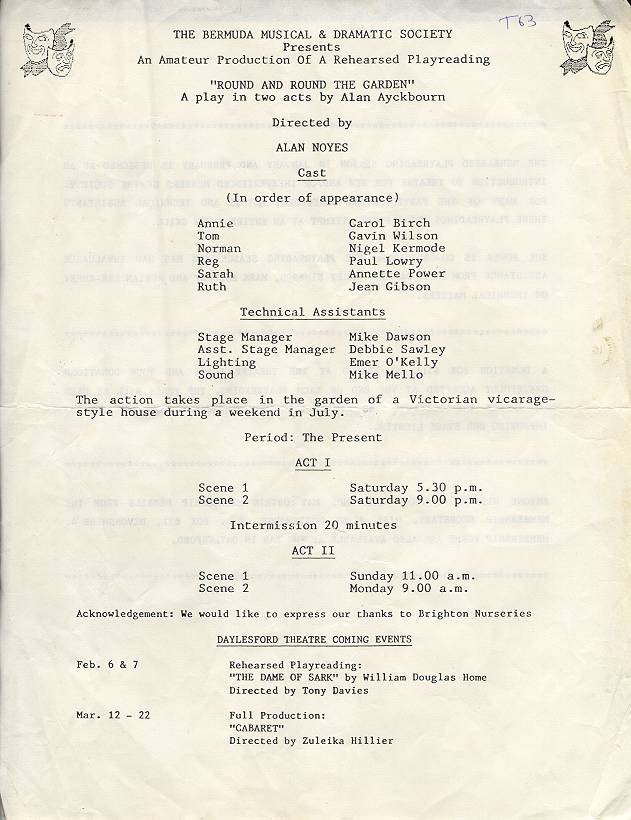 T63
THE BERMUDA MUSICAL & DRAMATIC SOCIETY
Presents
An Amateur Production Of A Rehearsed Playreading
"ROUND AND ROUND THE GARDEN"
A play in two acts by Alan Ayckbourn
Directed by
ALAN NOYES
Cast
(In order of appearance)
Annie Carol Birch
Tom Gavin Wilson
Norman Nigel Kermode
Reg Paul Lowry
Sarah Annette Power
Ruth Jean Gibson
Technical Assistants
Stage Manager Mike Dawson
Asst. Stage Manager Debbie Sawley
Lighting Emer O'Kelly
Sound Mike Mello
The action takes place in the garden of a Victorian vicarage-
style house during a weekend in July.
Period: The Present
ACT I
Scene 1 Saturday 5.30 p.m.
Scene 2 Saturday 9.00 p.m.
Intermission 20 minutes
ACT II
Scene 1 Sunday 11.00 a.m.
Scene 2 Monday 9.00 a.m.
Acknowledgement: We would like to express our thanks to Brighton Nurseries
DAYLESFORD THEATRE COMING EVENTS
Feb. 6 & 7 Rehearsed Playreading:
"THE DAME OF SARK" by William Douglas Home
Directed by Tony Davies
Mar. 12 - 22 Full Production:
"CABARET"
Directed by Zuleika Hillier